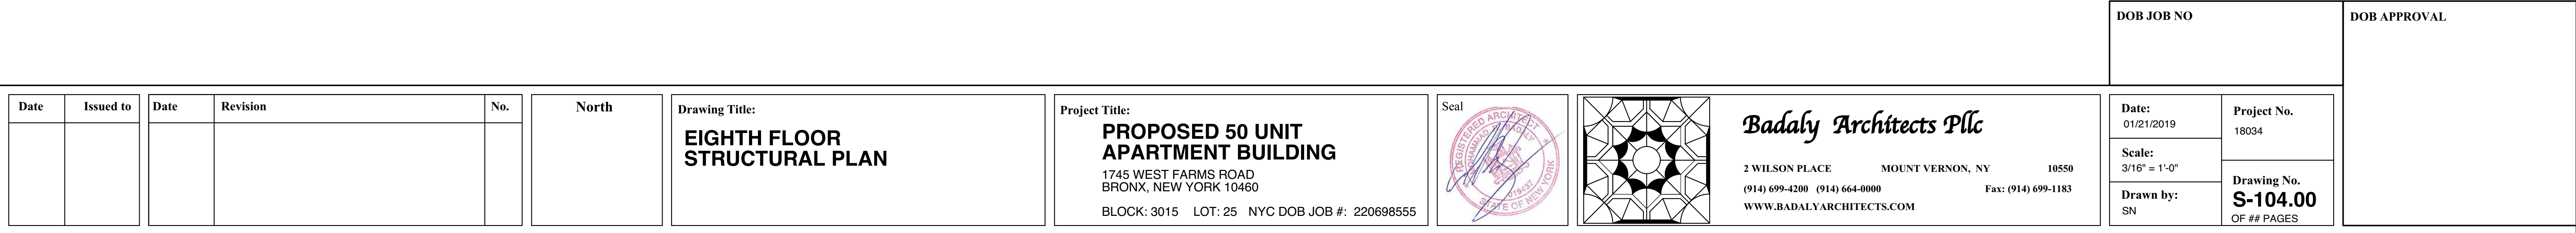 DOB JOB NO
DOB APPROVAL
Date
Issued to
Date
Revision
No.
North
Drawing Title:
EIGHTH FLOOR
STRUCTURAL PLAN
Project Title:
PROPOSED 50 UNIT
APARTMENT BUILDING
1745 WEST FARMS ROAD
BRONX, NEW YORK 10460
BLOCK: 3015 LOT: 25 NYC DOB JOB #: 220698555
Seal
REGISTERED ARCHITECT
BADALY
STATE OF NEW YORK
Badaly Architects Pllc
2 WILSON PLACE MOUNT VERNON, NY 10550
(914) 699-4200 (914) 664-0000 Fax: (914) 699-1183
WWW.BADALYARCHITECTS.COM
Date:
01/21/2019
Scale:
3/16" = 1'-0"
Drawn by:
SN
Project No.
18034
Drawing No.
S-104.00
OF ## PAGES